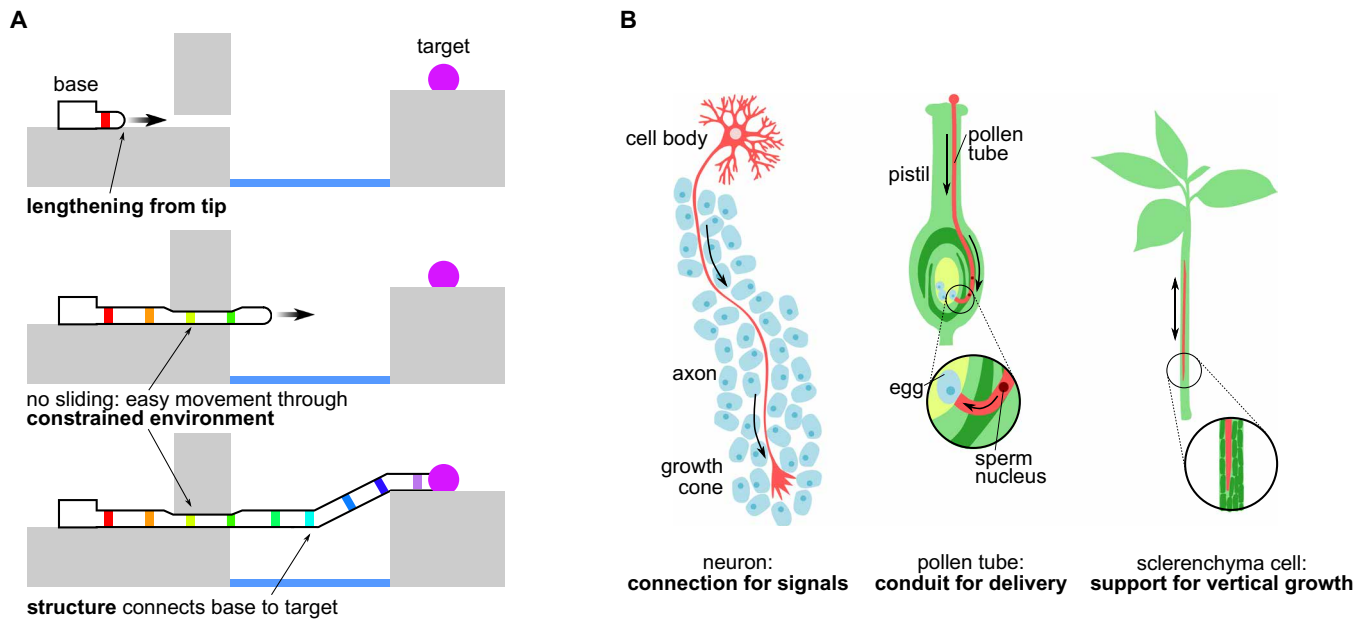 A
base
target
lengthening from tip
no sliding: easy movement through
constrained environment
structure connects base to target
B
cell body
axon
growth
cone
neuron:
connection for signals
pollen
tube
pistil
egg
sperm
nucleus
pollen tube:
conduit for delivery
sclerenchyma cell:
support for vertical growth